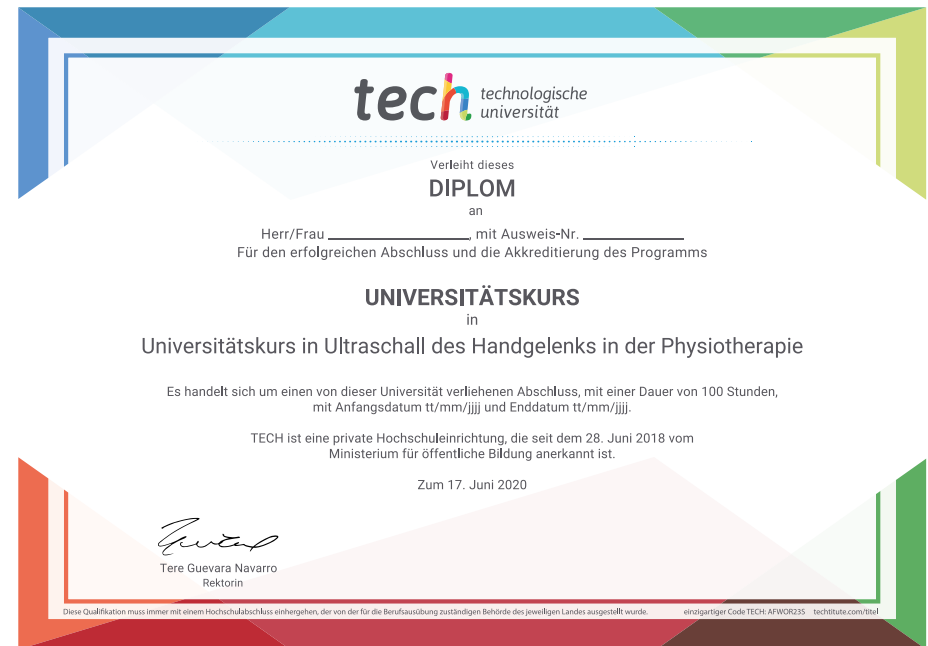 tech technologische
universität
Verleiht dieses
DIPLOM
an
Herr/Frau ____________________, mit Ausweis-Nr. ______________
Für den erfolgreichen Abschluss und die Akkreditierung des Programms
UNIVERSITÄTSKURS
in
Universitätskurs in Ultraschall des Handgelenks in der Physiotherapie
Es handelt sich um einen von dieser Universität verliehenen Abschluss, mit einer Dauer von 100 Stunden,
mit Anfangsdatum tt/mm/jjjj und Enddatum tt/mm/jjjj.
TECH ist eine private Hochschuleinrichtung, die seit dem 28. Juni 2018 vom
Ministerium für öffentliche Bildung anerkannt ist.
Zum 17. Juni 2020
Tere Guevara Navarro
Rektorin
Diese Qualifikation muss immer mit einem Hochschulabschluss einhergehen, der von der für die Berufsausübung zuständigen Behörde des jeweiligen Landes ausgestellt wurde. einzigartiger Code TECH: AFWOR23S techtitute.com/titel